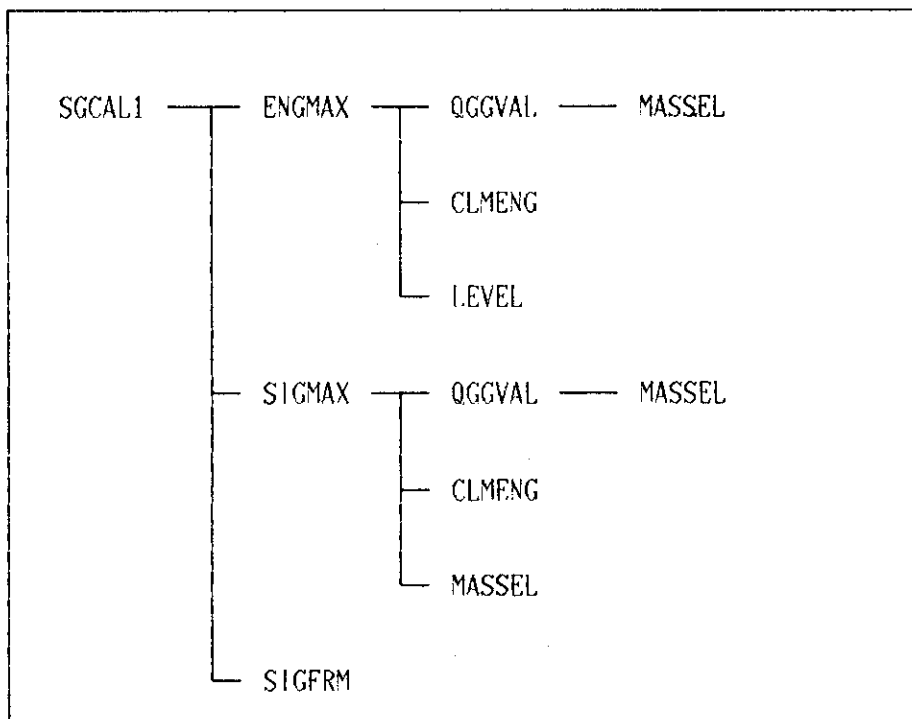 SGCAL1 ENGMAX QGGVAL MASSEL
CLMENG
LEVEL
SIGMAX QGGVAL MASSEL
CLMENG
MASSEL
SIGFRM